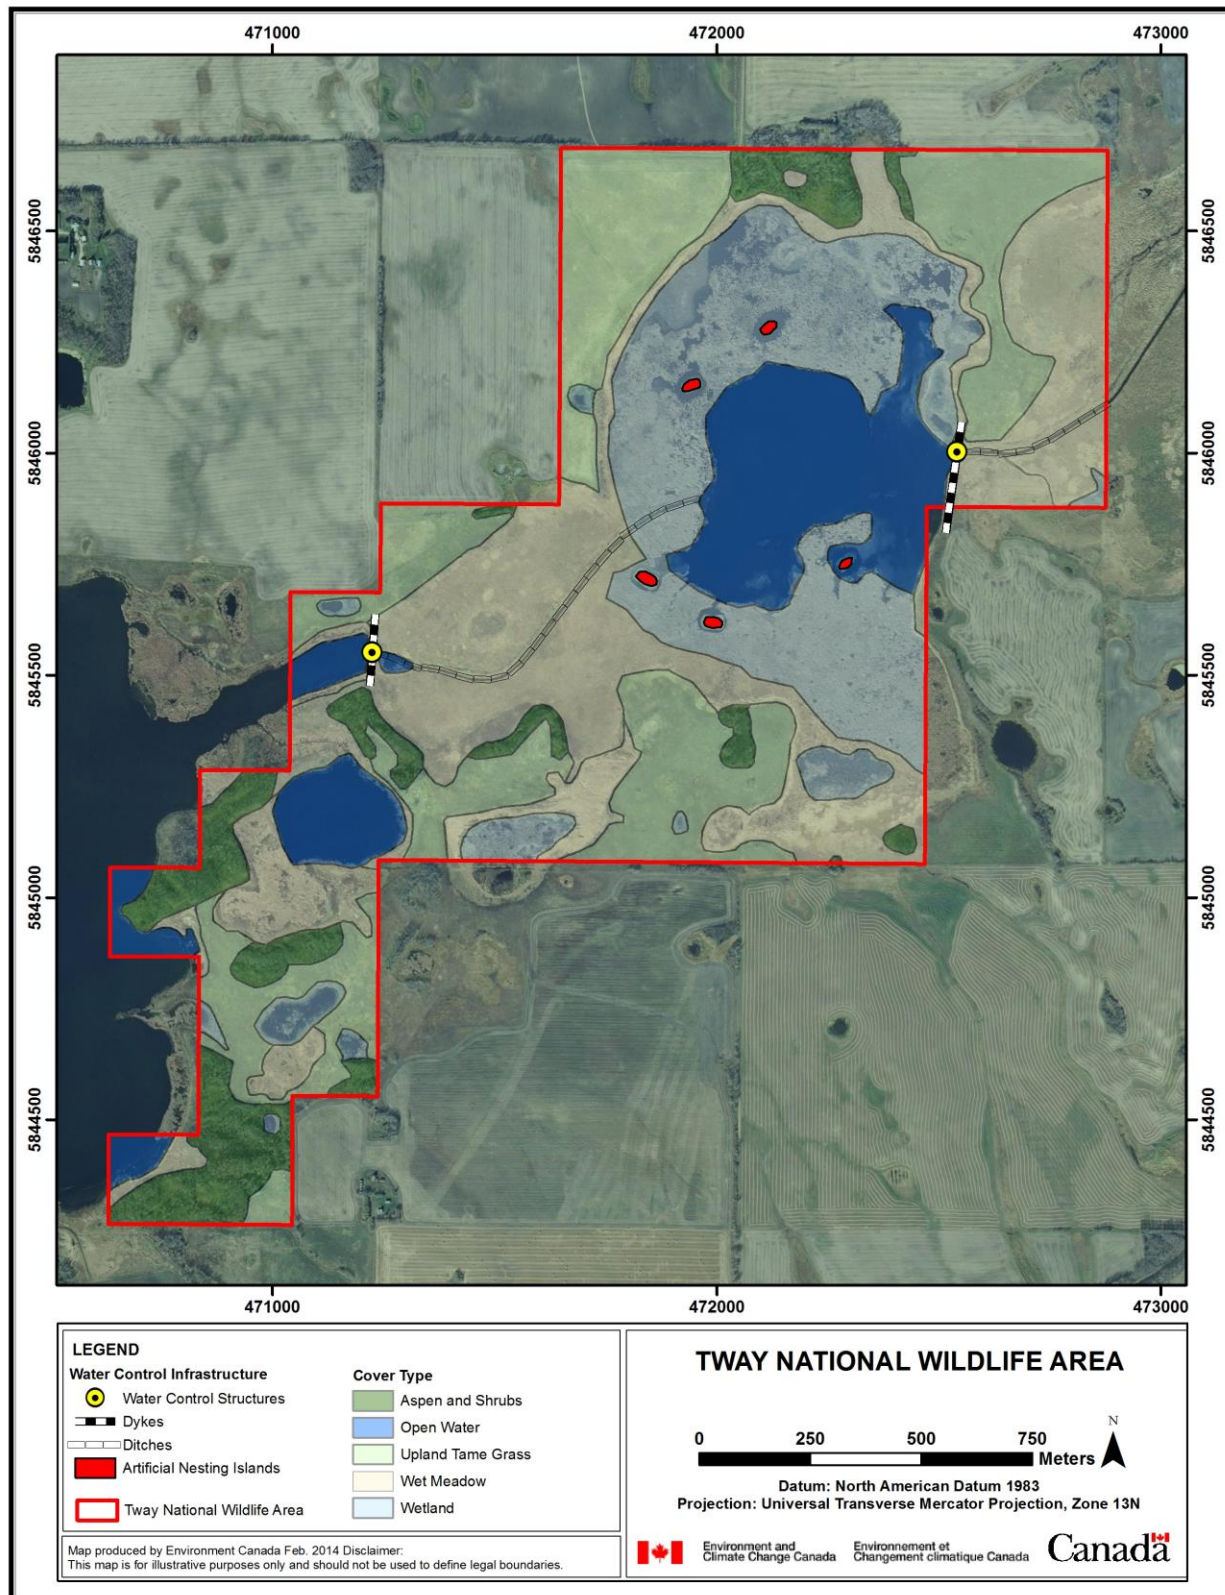 471000 472000 473000
5846500 5846500
5846000 5846000
5845500 5845500
5845000 5845000
5844500 5844500
471000 472000 473000
LEGEND
Water Control Infrastructure
Water Control Structures
Dykes
Ditches
Artificial Nesting Islands
Tway National Wildlife Area
Cover Type
Aspen and Shrubs
Open Water
Upland Tame Grass
Wet Meadow
Wetland
Map produced by Environment Canada Feb. 2014 Disclaimer:
This map is for illustrative purposes only and should not be used to define legal boundaries.
TWAY NATIONAL WILDLIFE AREA
N
0 250 500 750
Meters
Datum: North American Datum 1983
Projection: Universal Transverse Mercator Projection, Zone 13N
Environment and
Climate Change Canada
Environnement et
Changement climatique Canada
Canada